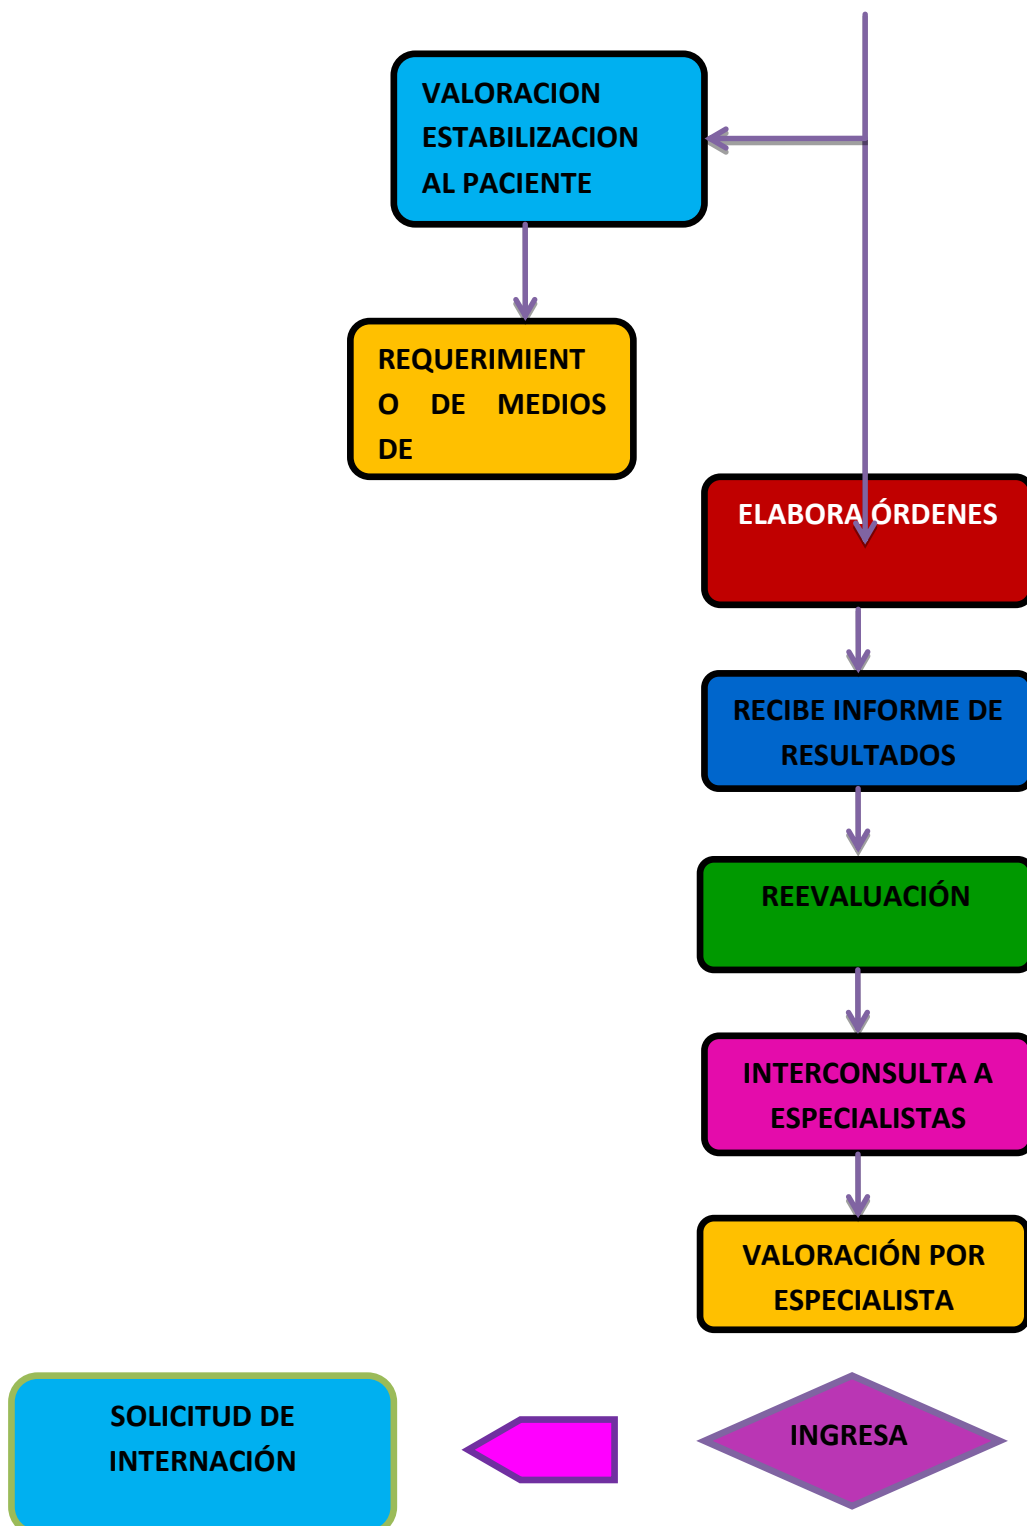 VALORACION
ESTABILIZACION
AL PACIENTE
REQUERIMIENT
O DE MEDIOS
DE
ELABORA ÓRDENES
RECIBE INFORME DE
RESULTADOS
REEVALUACIÓN
INTERCONSULTA A
ESPECIALISTAS
VALORACIÓN POR
ESPECIALISTA
SOLICITUD DE
INTERNACIÓN
INGRESA